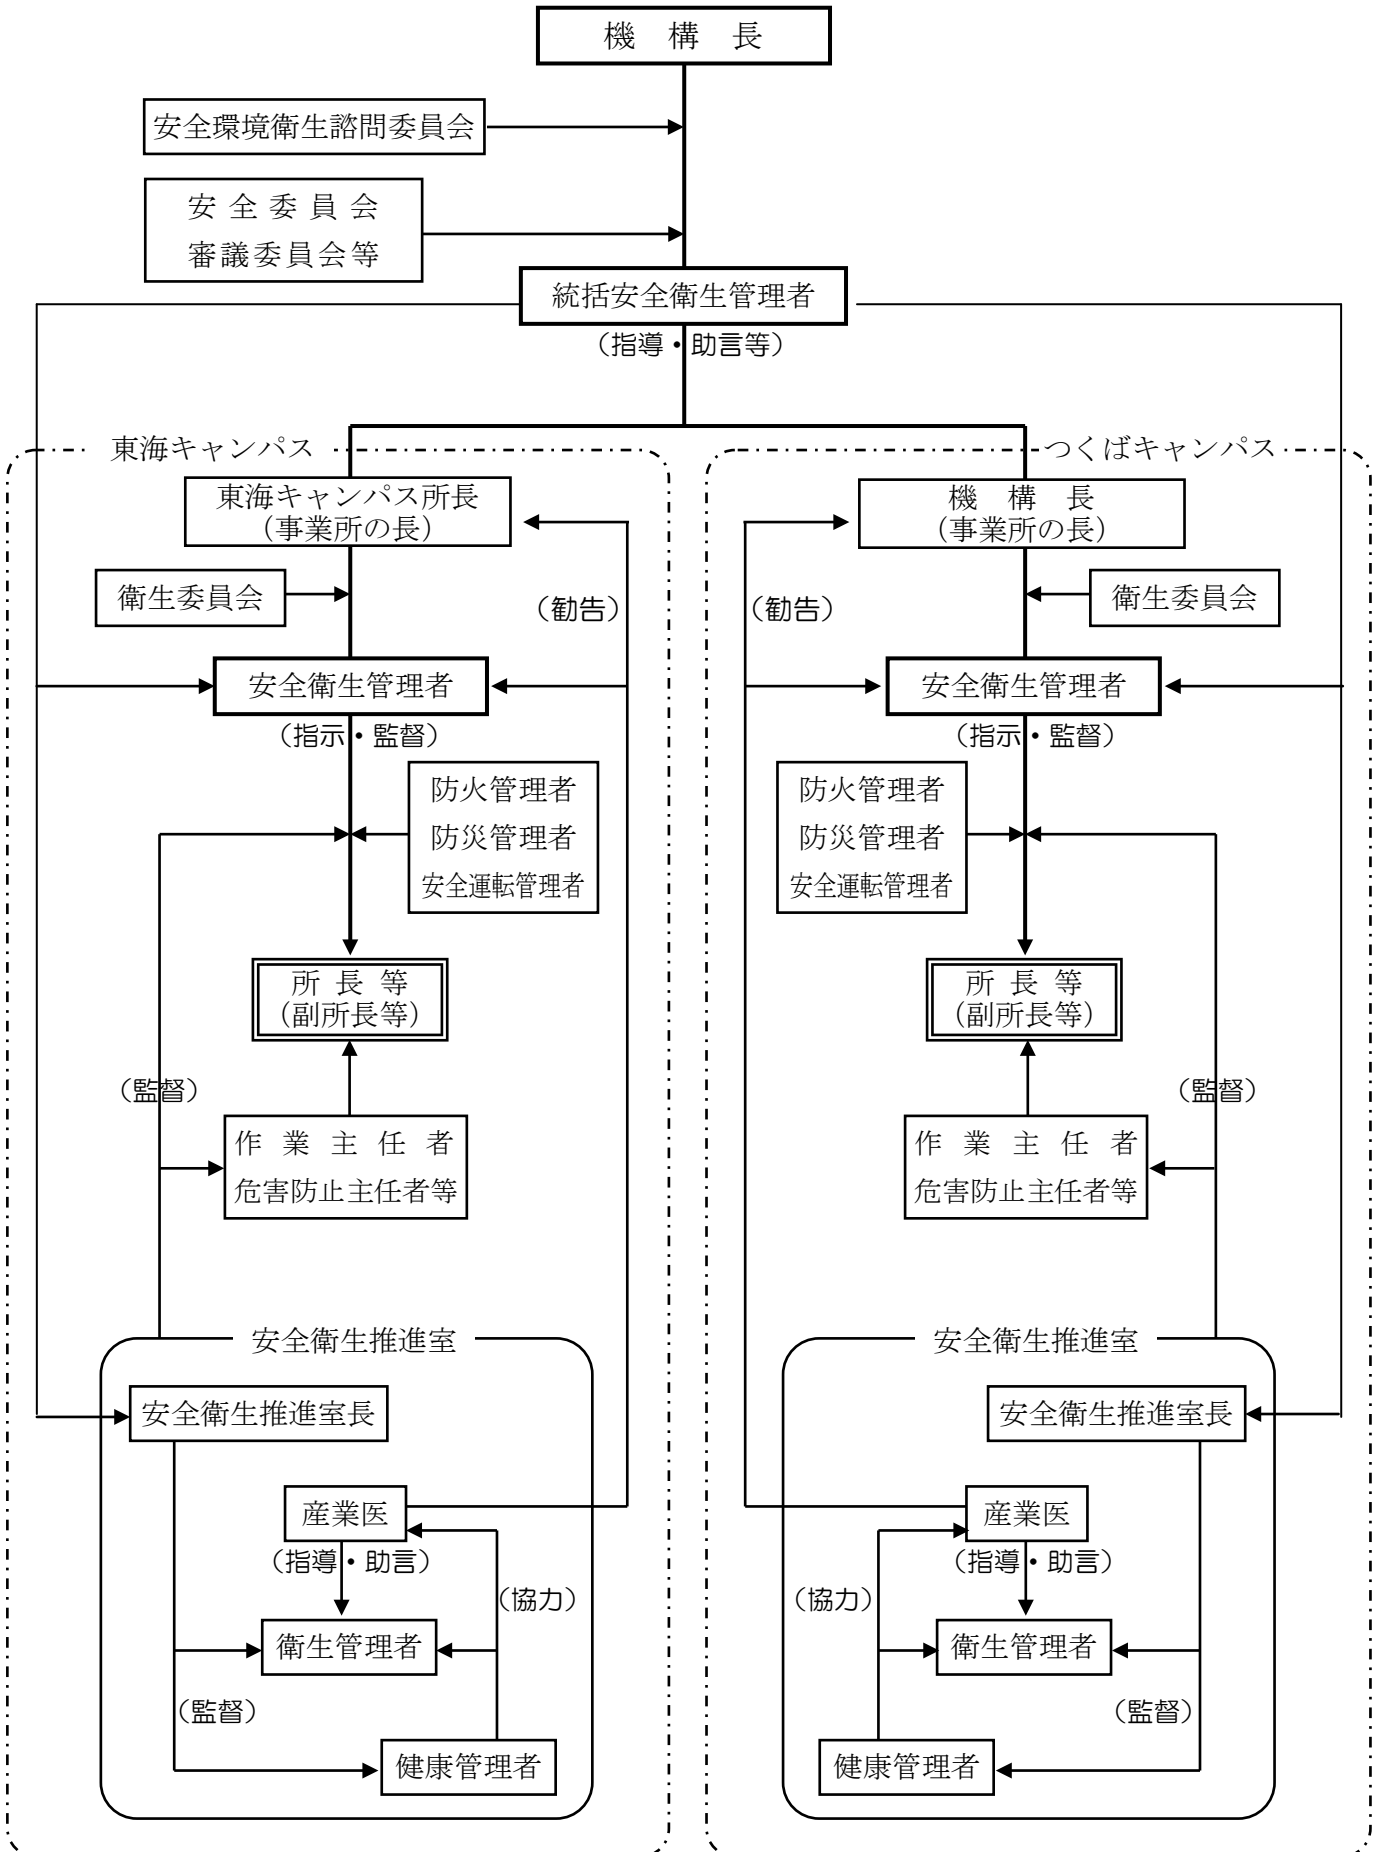 機　構　長
安全環境衛生諮問委員会
安全委員会
審議委員会等
統括安全衛生管理者
（指導・助言等）
東海キャンパス
東海キャンパス所長
（事業所の長）
衛生委員会
（勧告）
安全衛生管理者
（指示・監督）
防火管理者
防災管理者
安全運転管理者
所長等
（副所長等）
（監督）
作業主任者
危害防止主任者等
安全衛生推進室
安全衛生推進室長
産業医
（指導・助言）
（協力）
衛生管理者
（監督）
健康管理者
つくばキャンパス
機　構　長
（事業所の長）
（勧告）
衛生委員会
安全衛生管理者
（指示・監督）
防火管理者
防災管理者
安全運転管理者
所長等
（副所長等）
（監督）
作業主任者
危害防止主任者等
安全衛生推進室
安全衛生推進室長
産業医
（指導・助言）
（協力）
衛生管理者
（監督）
健康管理者